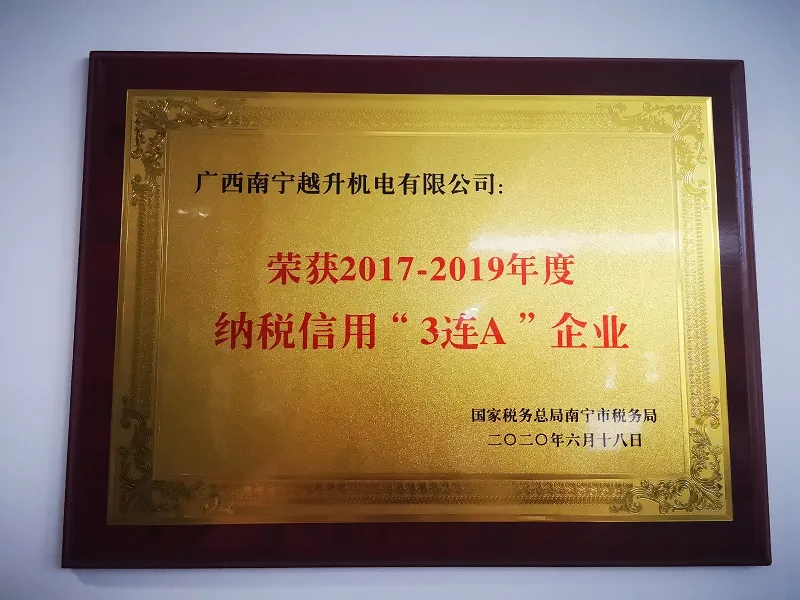 广西南宁越升机电有限公司：
荣获2017-2019年度
纳税信用“3连A”企业
国家税务总局南宁市税务局
二〇二〇年六月十八日